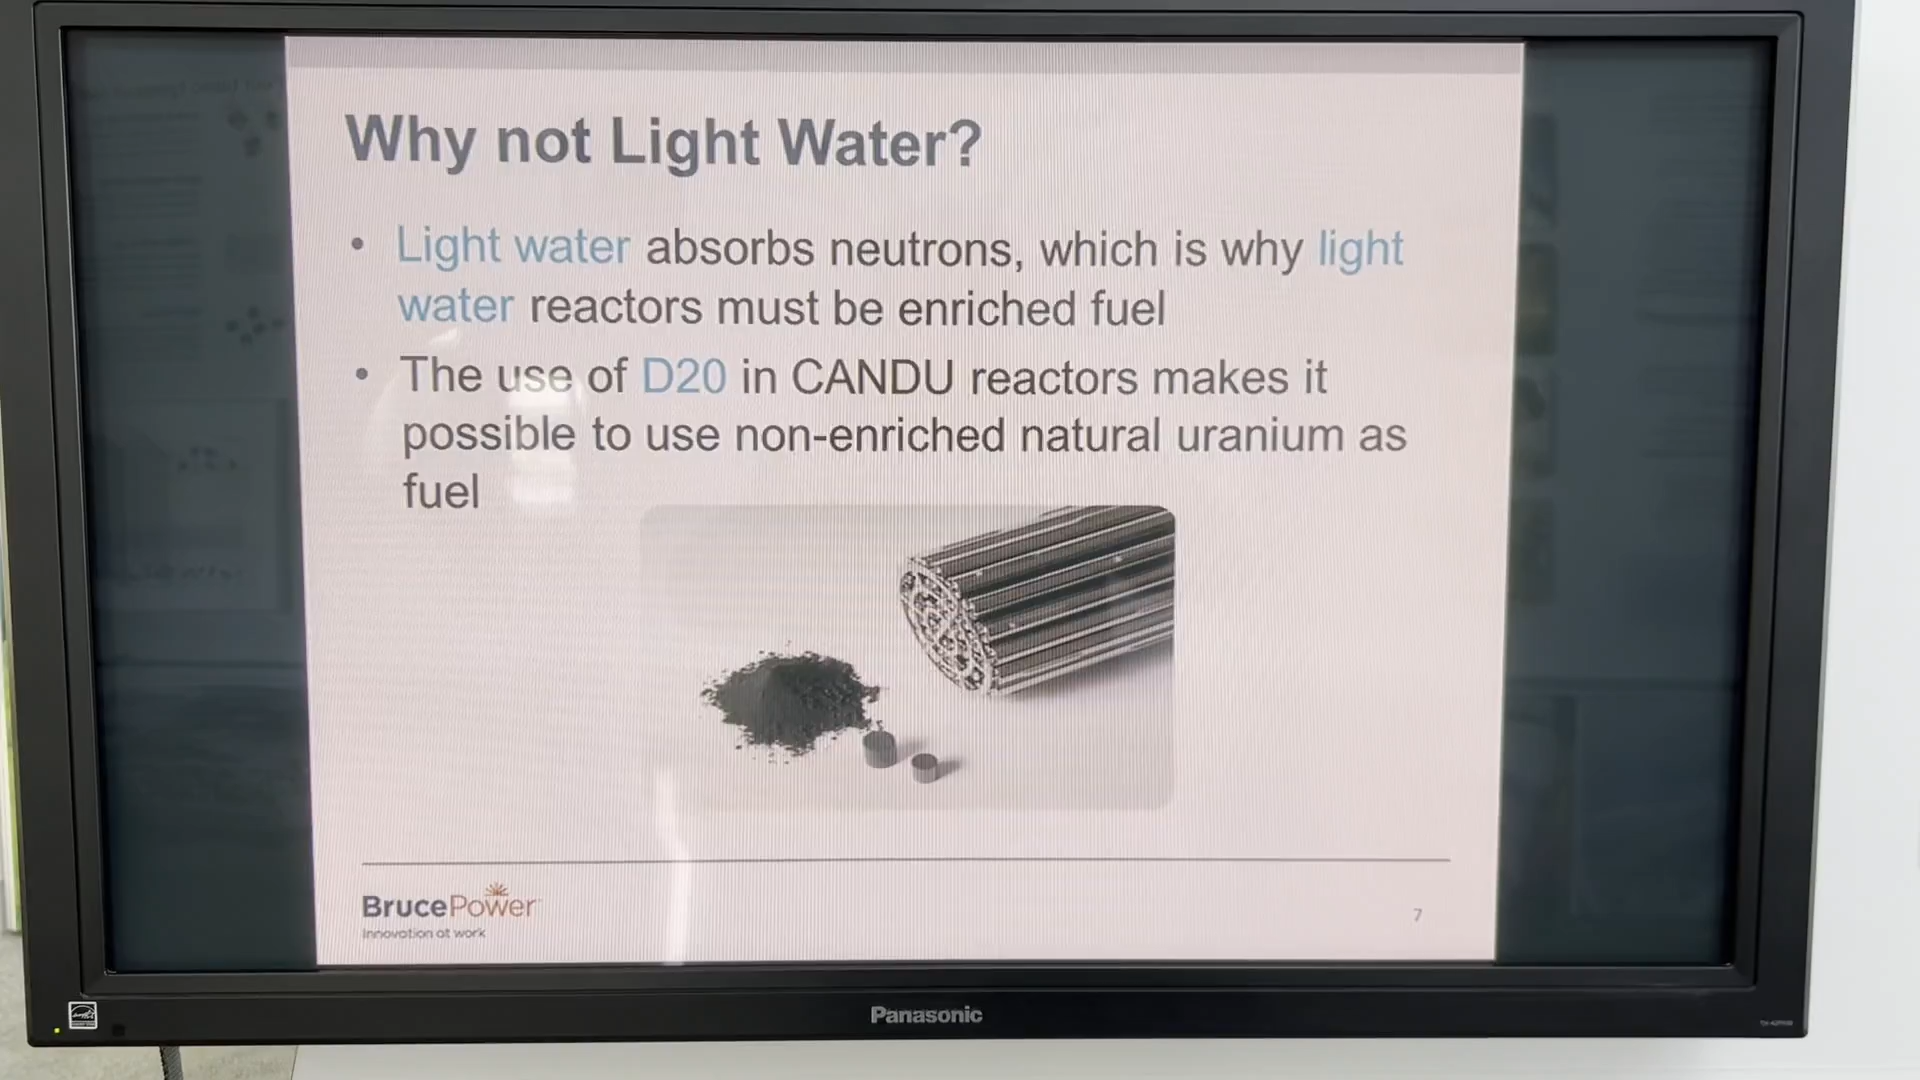 Why not Light Water?
• Light water absorbs neutrons, which is why light
water reactors must be enriched fuel
• The use of D20 in CANDU reactors makes it
possible to use non-enriched natural uranium as
fuel
BrucePower
Innovation at work
7
Panasonic